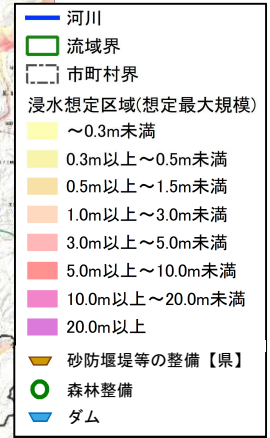 河川
流域界
市町村界
浸水想定区域(想定最大規模)
～0.3m未満
0.3m以上～0.5m未満
0.5m以上～1.5m未満
1.0m以上～3.0m未満
3.0m以上～5.0m未満
5.0m以上～10.0m未満
10.0m以上～20.0m未満
20.0m以上
砂防堰堤等の整備【県】
森林整備
ダム